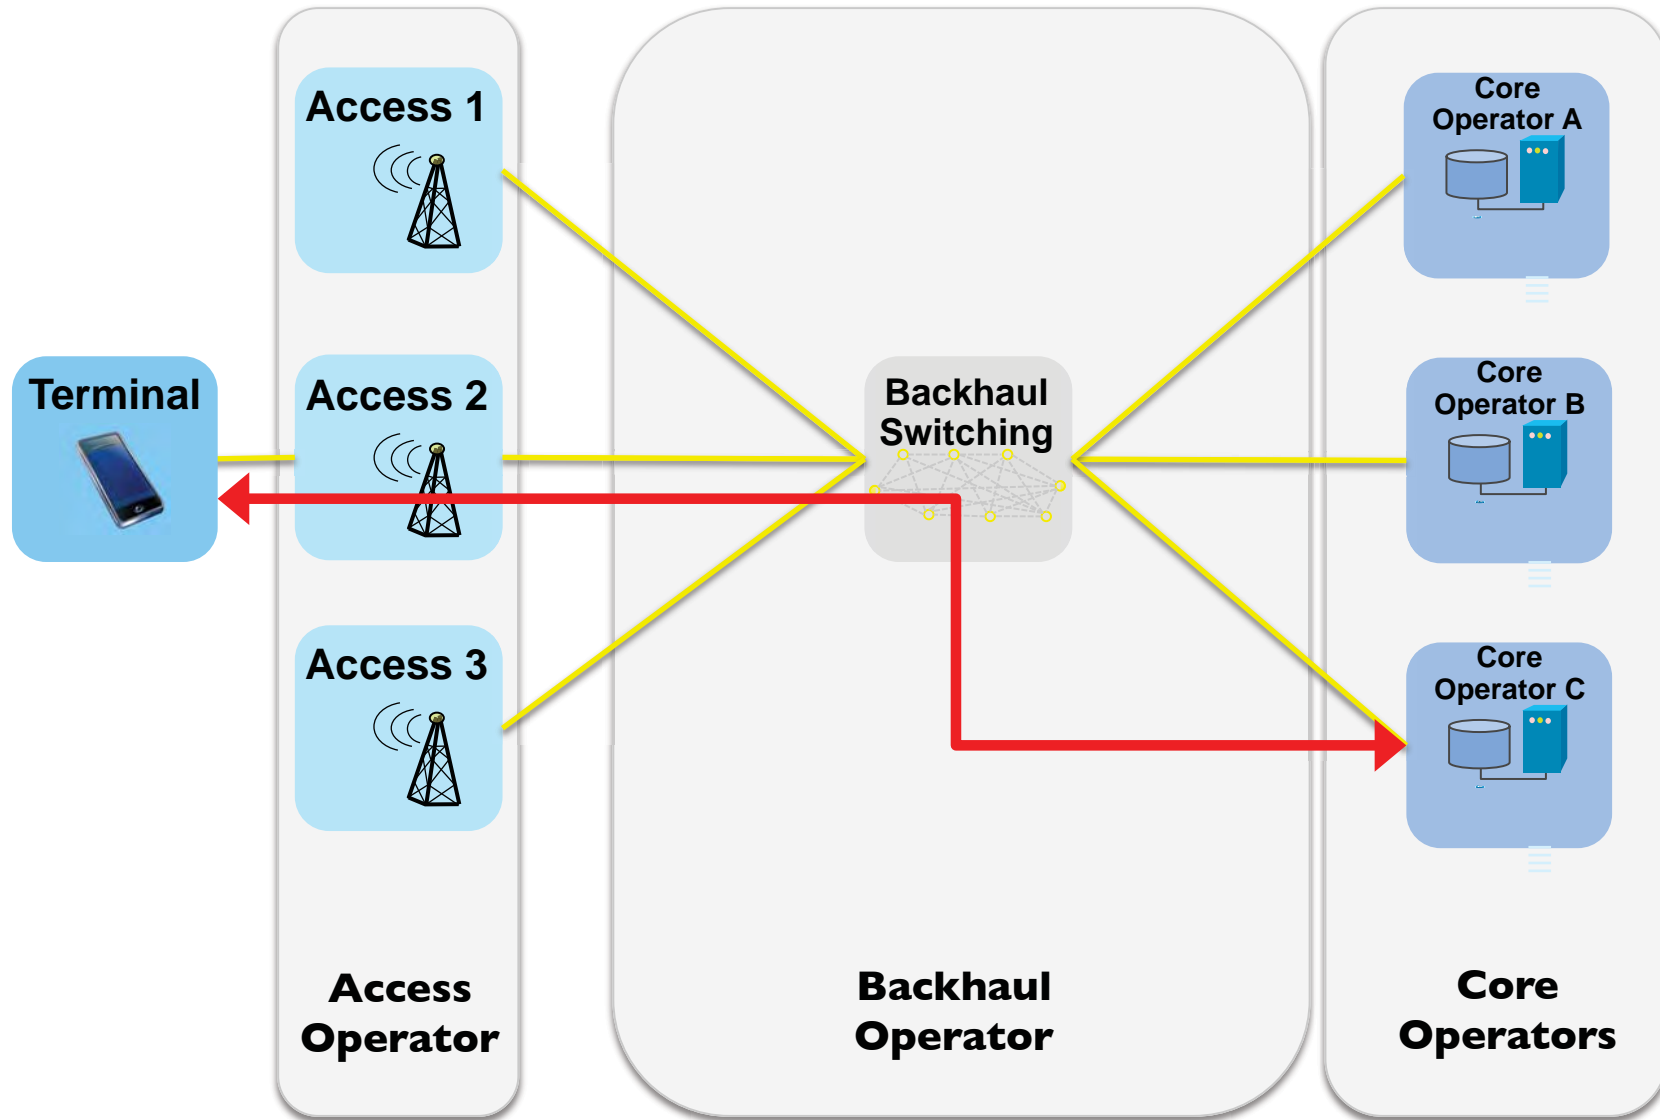 Access 1
Core
Operator A
Terminal
Access 2
Backhaul
Switching
Core
Operator B
Access 3
Core
Operator C
Access
Operator
Backhaul
Operator
Core
Operators